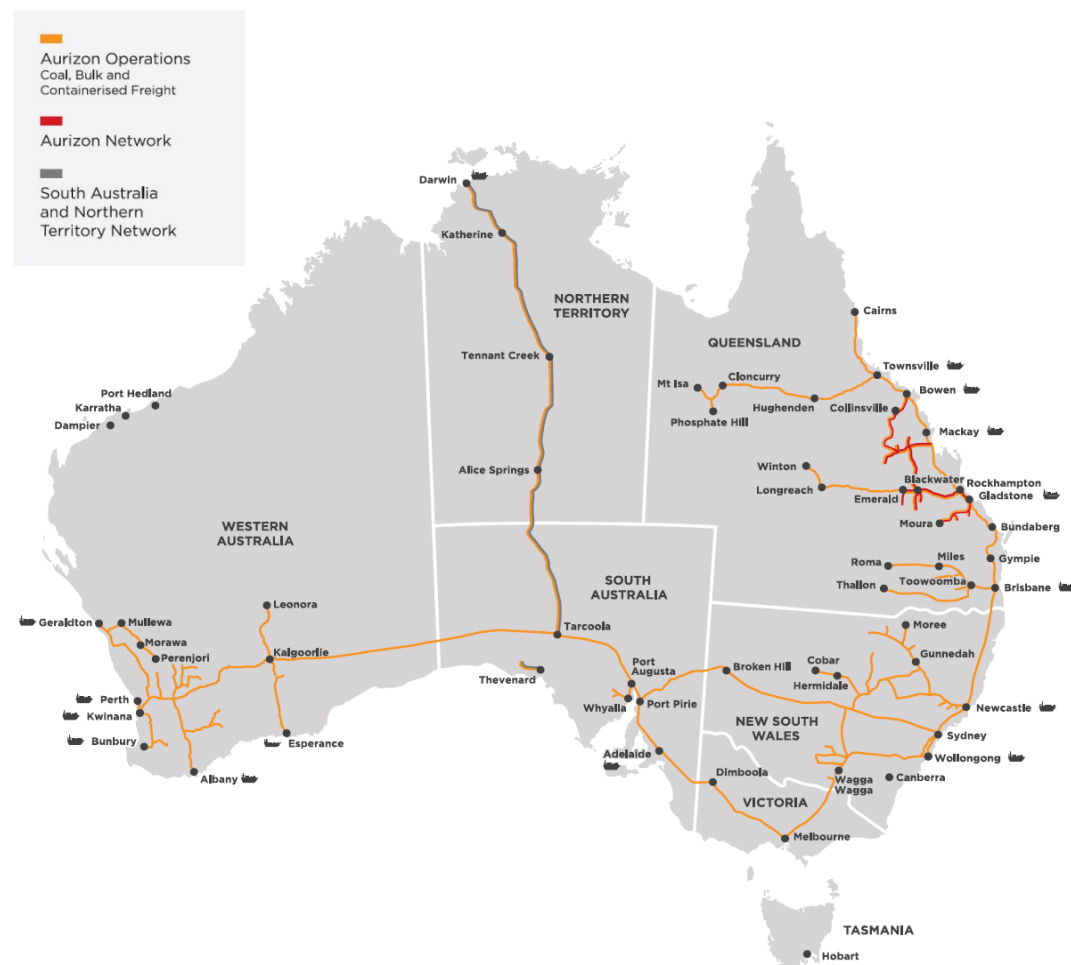 Aurizon Operations
Coal, Bulk and
Containerised Freight
Aurizon Network
South Australia
and Northern
Territory Network
Darwin
Katherine
NORTHERN
TERRITORY
Cairns
QUEENSLAND
Tennant Creek
Townsville
Mt Isa
Cloncurry
Bowen
Port Hedland
Karratha
Dampier
Hughenden
Collinsville
Phosphate Hill
Mackay
Alice Springs
Winton
Longreach
Blackwater
Emerald
Rockhampton
Gladstone
Moura
Bundaberg
WESTERN
AUSTRALIA
Gympie
Roma
Miles
SOUTH
AUSTRALIA
Thallon
Toowoomba
Brisbane
Leonora
Geraldton
Mullewa
Moree
Tarcoola
Morawa
Perenjori
Kalgoorlie
Gunnedah
Cobar
Hermidale
Port
Augusta
Broken Hill
Thevenard
Perth
Kwinana
Whyalla
Port Pirie
Newcastle
NEW SOUTH
WALES
Sydney
Bunbury
Esperance
Adelaide
Wollongong
Albany
Dimboola
Wagga
Wagga
Canberra
VICTORIA
Melbourne
TASMANIA
Hobart